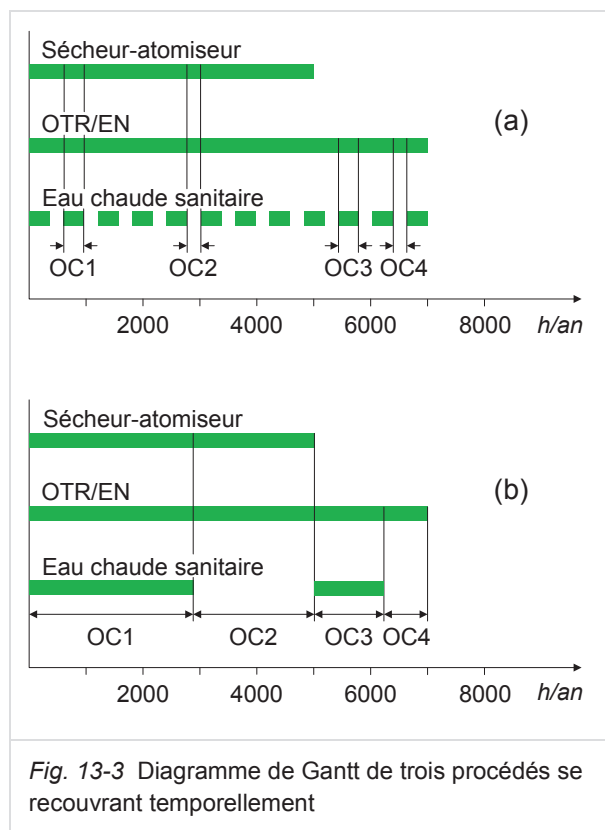 Sécheur-atomiseur
OTR/EN
(a)
Eau chaude sanitaire
OC1 OC2 OC3 OC4
2000 4000 6000 8000 h/an
Sécheur-atomiseur
OTR/EN
(b)
Eau chaude sanitaire
OC1 OC2 OC3 OC4
2000 4000 6000 8000 h/an
Fig. 13-3 Diagramme de Gantt de trois procédés se
recouvrant temporellement